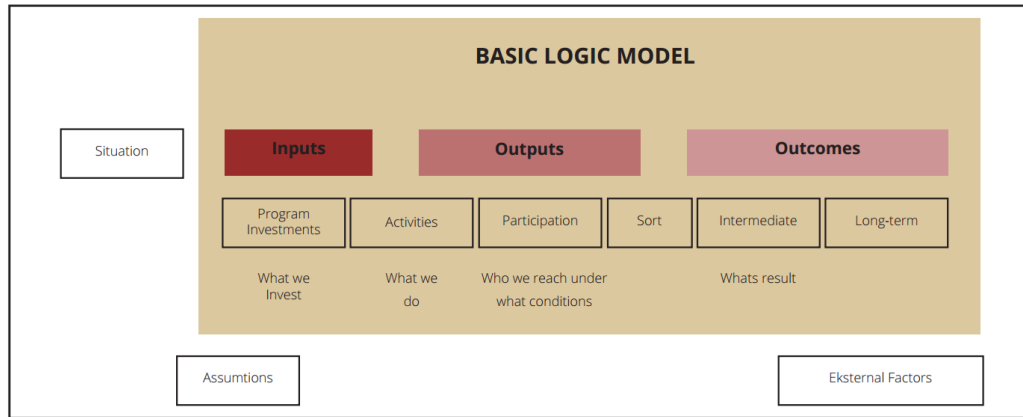 BASIC LOGIC MODEL
Situation
Inputs
Outputs
Outcomes
Program
Investments
Activities
Participation
Sort
Intermediate
Long-term
What we
Invest
What we
do
Who we reach under
what conditions
Whats result
Assumtions
Eksternal Factors